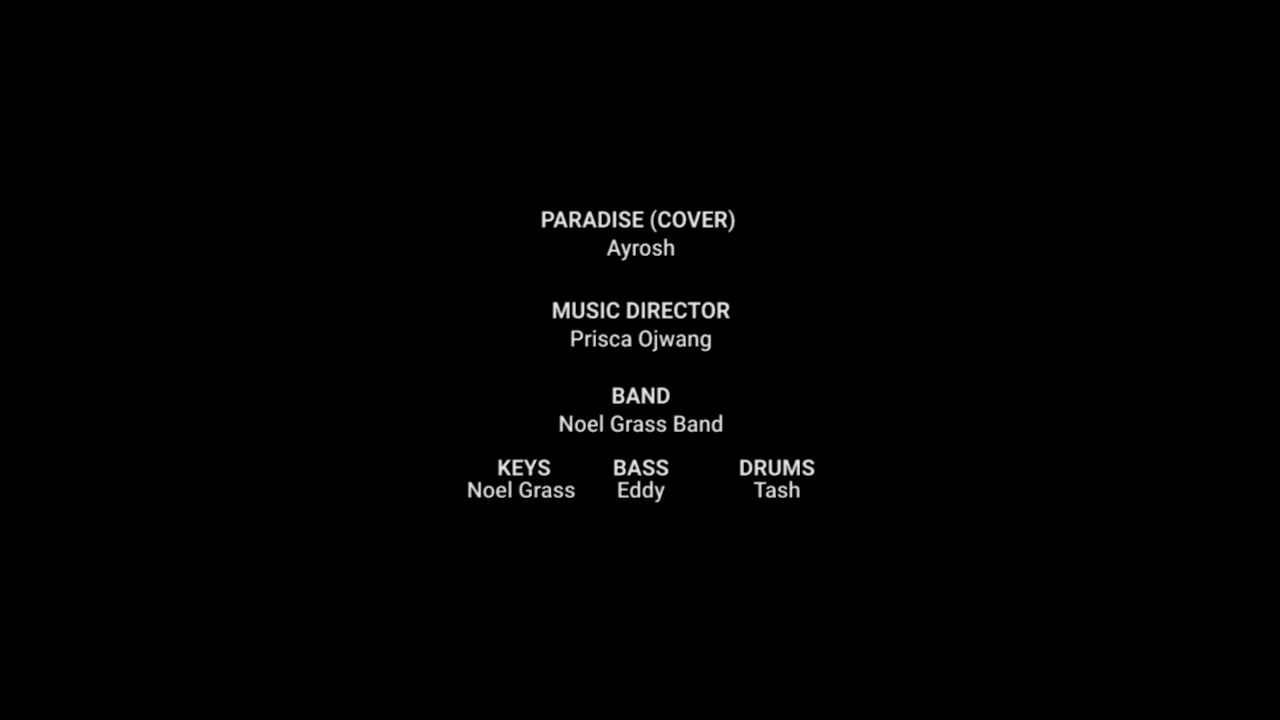 PARADISE (COVER)
Ayrosh
MUSIC DIRECTOR
Prisca Ojwang
BAND
Noel Grass Band
KEYS BASS DRUMS
Noel Grass Eddy Tash